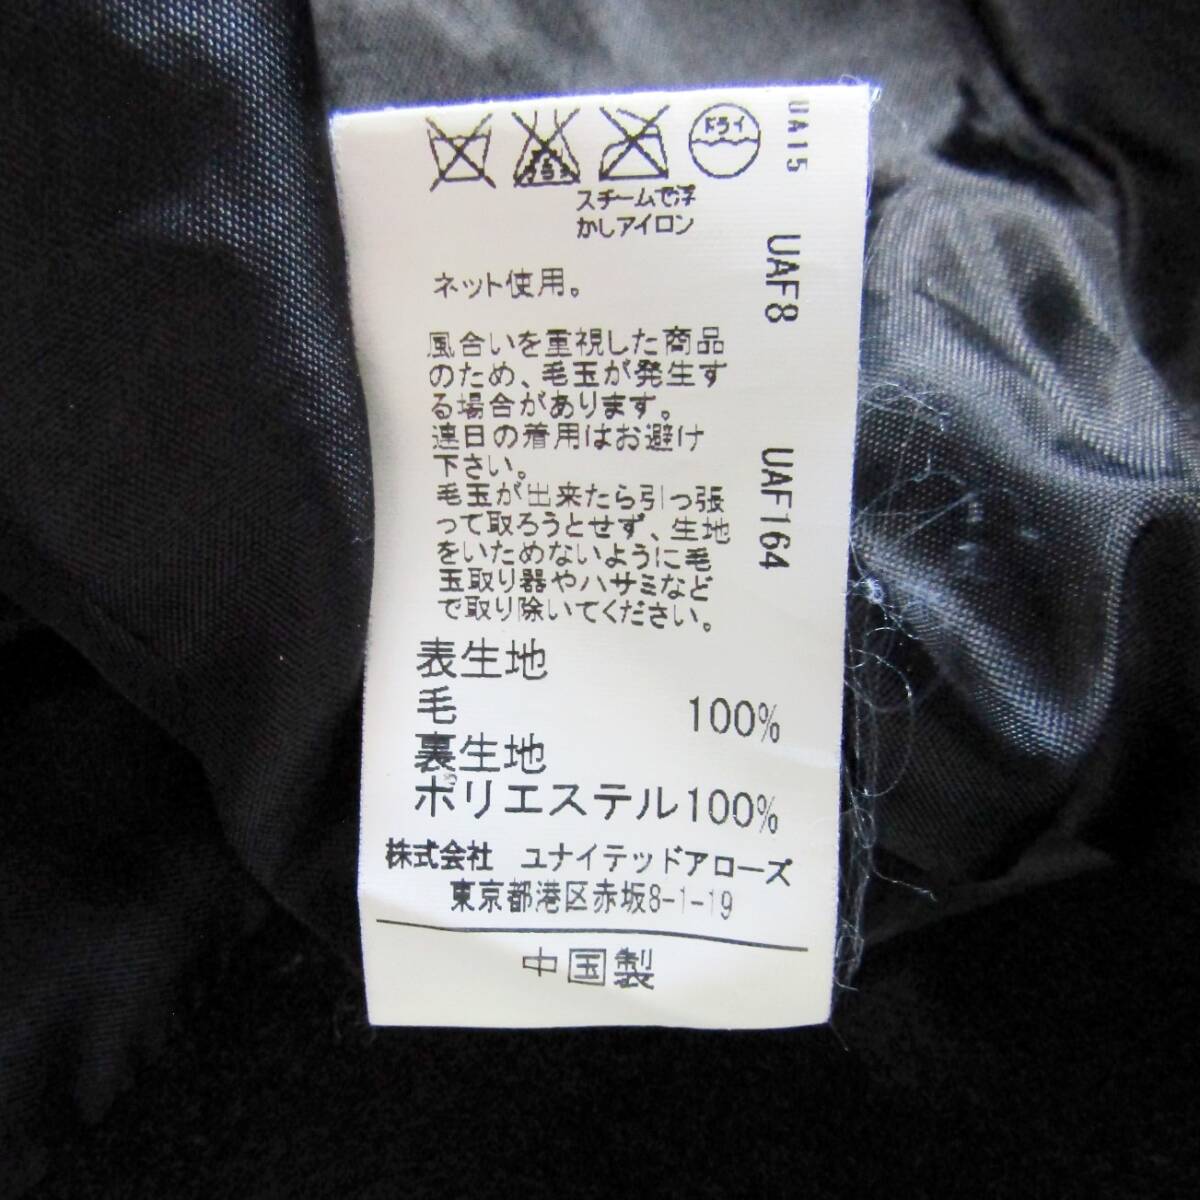 エンソサラシ
ドライ
スチームで浮
かしアイロン
ネット使用。
風合いを重視した商品
のため、毛玉が発生す
る場合があります。
連日の着用はお避け
下さい。
毛玉が出来たら引っ張
って取ろうとせず、生地
をいためないように毛
玉取り器やハサミなど
で取り除いてください。
表生地
毛 100%
裏生地
ポリエステル100%
株式会社 ユナイテッドアローズ
東京都港区赤坂8-1-19
中国製
UA15 UAF8 UAF164